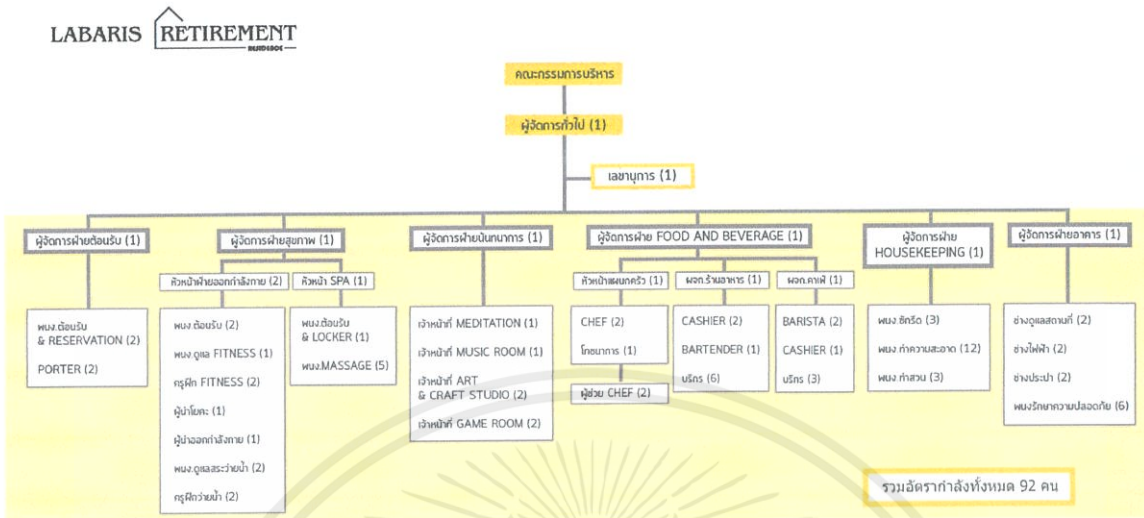 LABARIS RETIREMENT
RESIDENCE
คณะกรรมการบริหาร
ผู้จัดการทั่วไป (1)
เลขานุการ (1)
ผู้จัดการฝ่ายต้อนรับ (1)
พนง.ต้อนรับ
& RESERVATION (2)
PORTER (2)
ผู้จัดการฝ่ายสุขภาพ (1)
หัวหน้าฝ่ายออกกำลังกาย (2)
พนง.ต้อนรับ (2)
พนง.ดูแล FITNESS (1)
ครูฝึก FITNESS (2)
ผู้นำโยคะ (1)
ผู้นำออกกำลังกาย (1)
พนง.ดูแลสระว่ายน้ำ (2)
ครูฝึกว่ายน้ำ (2)
หัวหน้า SPA (1)
พนง.ต้อนรับ
& LOCKER (1)
พนง.MASSAGE (5)
ผู้จัดการฝ่ายนันทนาการ (1)
เจ้าหน้าที่ MEDITATION (1)
เจ้าหน้าที่ MUSIC ROOM (1)
เจ้าหน้าที่ ART
& CRAFT STUDIO (2)
เจ้าหน้าที่ GAME ROOM (2)
ผู้จัดการฝ่าย FOOD AND BEVERAGE (1)
หัวหน้าแผนกครัว (1)
CHEF (2)
โภชนาการ (1)
ผู้ช่วย CHEF (2)
ผจก.ร้านอาหาร (1)
CASHIER (2)
BARTENDER (1)
บริกร (6)
ผจก.คาเฟ่ (1)
BARISTA (2)
CASHIER (1)
บริกร (3)
ผู้จัดการฝ่าย
HOUSEKEEPING (1)
พนง.ซักรีด (3)
พนง.ทำความสะอาด (12)
พนง.ทำสวน (3)
ผู้จัดการฝ่ายอาคาร (1)
ช่างดูแลสถานที่ (2)
ช่างไฟฟ้า (2)
ช่างประปา (2)
พนงรักษาความปลอดภัย (6)
รวมอัตรากำลังทั้งหมด 92 คน